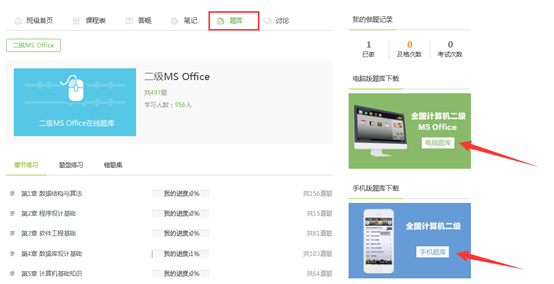 班级首页 课程表 答疑 笔记 题库 讨论
二级MS Office
二级MS Office在线题库
二级MS Office
共497题
学习人数：956人
章节练习 题型练习 错题集
第1章 数据结构与算法 我的进度:0% 共156道题
第2章 程序设计基础 我的进度:0% 共15道题
第3章 软件工程基础 我的进度:0% 共81道题
第4章 数据库设计基础 我的进度:1% 共103道题
第5章 计算机基础知识 我的进度:0% 共64道题
我的做题记录
1 0 0
已做 及格次数 考试次数
电脑版题库下载
全国计算机二级
MS Office
电脑题库
手机版题库下载
全国计算机二级
手机题库